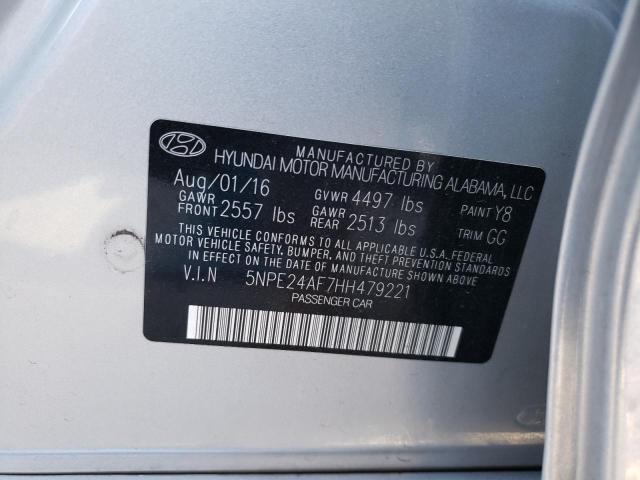 MANUFACTURED BY
HYUNDAI MOTOR MANUFACTURING ALABAMA, LLC
Aug/01/16 GVWR 4497 lbs PAINT Y8
GAWR FRONT 2557 lbs GAWR REAR 2513 lbs TRIM GG
THIS VEHICLE CONFORMS TO ALL APPLICABLE U.S.A. FEDERAL
MOTOR VEHICLE SAFETY, BUMPER, AND THEFT PREVENTION STANDARDS
IN EFFECT ON THE DATE OF MANUFACTURE SHOWN ABOVE
V.I.N 5NPE24AF7HH479221
PASSENGER CAR